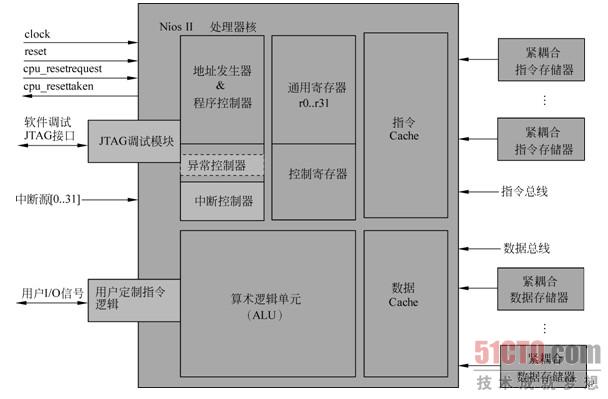 Nios II 处理器核
clock
reset
cpu_resetrequest
cpu_resettaken
软件调试
JTAG接口
JTAG调试模块
中断源[0..31]
用户I/O信号
用户定制指令
逻辑
地址发生器
&
程序控制器
异常控制器
中断控制器
通用寄存器
r0..r31
控制寄存器
指令
Cache
算术逻辑单元
(ALU)
数据
Cache
紧耦合
指令存储器
⋮
紧耦合
指令存储器
指令总线
数据总线
紧耦合
数据存储器
⋮
紧耦合
数据存储器
51CTO.com
技术成就梦想